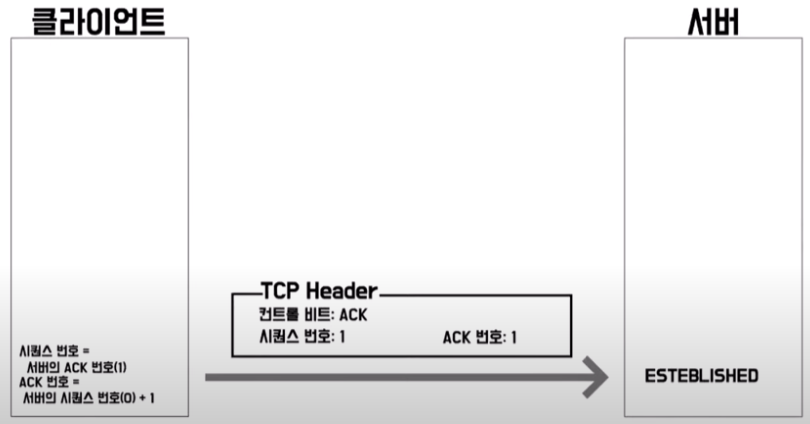 클라이언트
서버
TCP Header
컨트롤 비트: ACK
시퀀스 번호: 1 ACK 번호: 1
시퀀스 번호 =
서버의 ACK 번호(1)
ACK 번호 =
서버의 시퀀스 번호(0) + 1
ESTEBLISHED